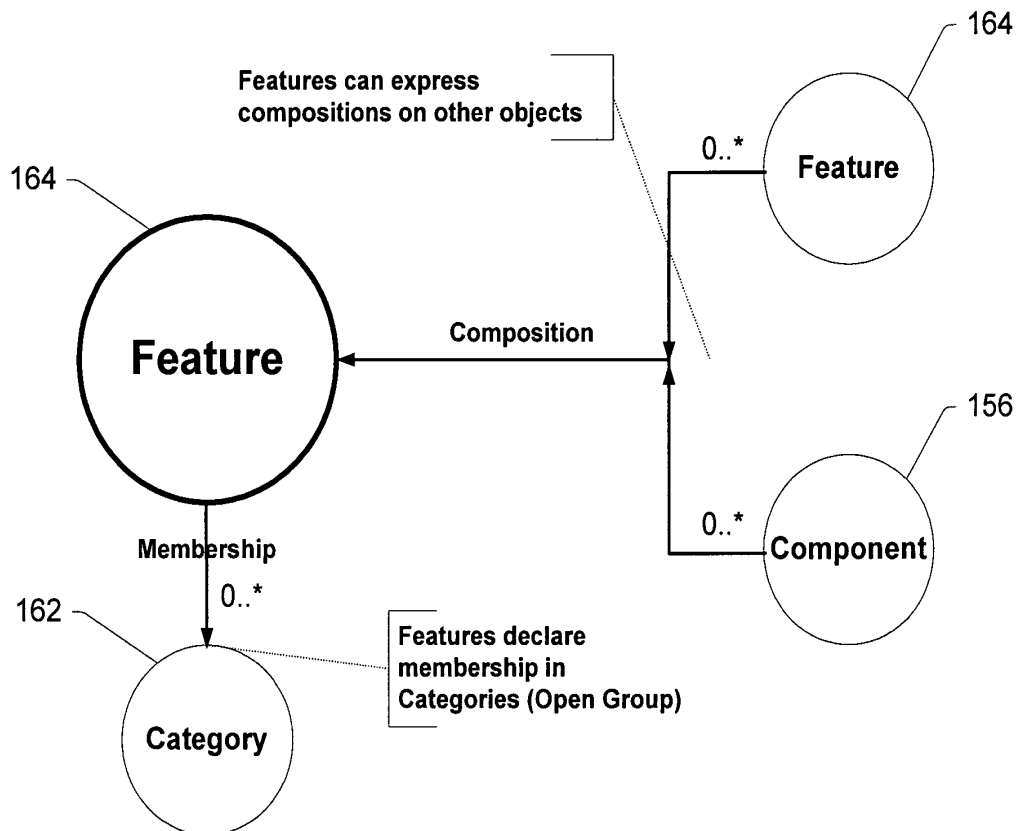 164
Features can express
compositions on other objects
0..*
Feature
164
Feature
Composition
156
0..*
Component
Membership
0..*
162
Features declare
membership in
Categories (Open Group)
Category